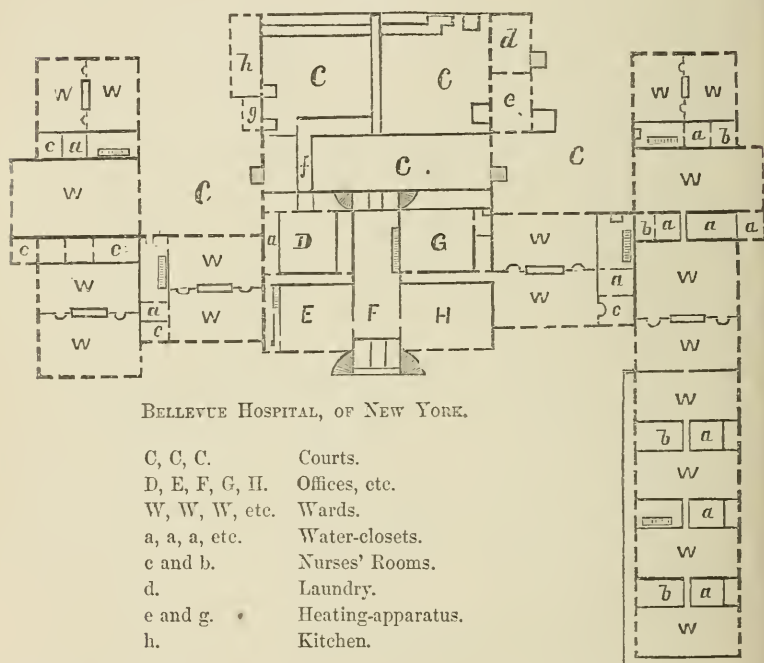 h
C
C
d
e
g
f
C.
C
C
W W
c a
W
c c
W
W
W
W
a
c
a D
E
F
G
H
W
W
a
c
W W
a b
W
b a a
W
W
W
b a
W
a
W
b a
W
BELLEVUE HOSPITAL, OF NEW YORK.
C, C, C. Courts.
D, E, F, G, H. Offices, etc.
W, W, W, etc. Wards.
a, a, a, etc. Water-closets.
c and b. Nurses' Rooms.
d. Laundry.
e and g. Heating-apparatus.
h. Kitchen.